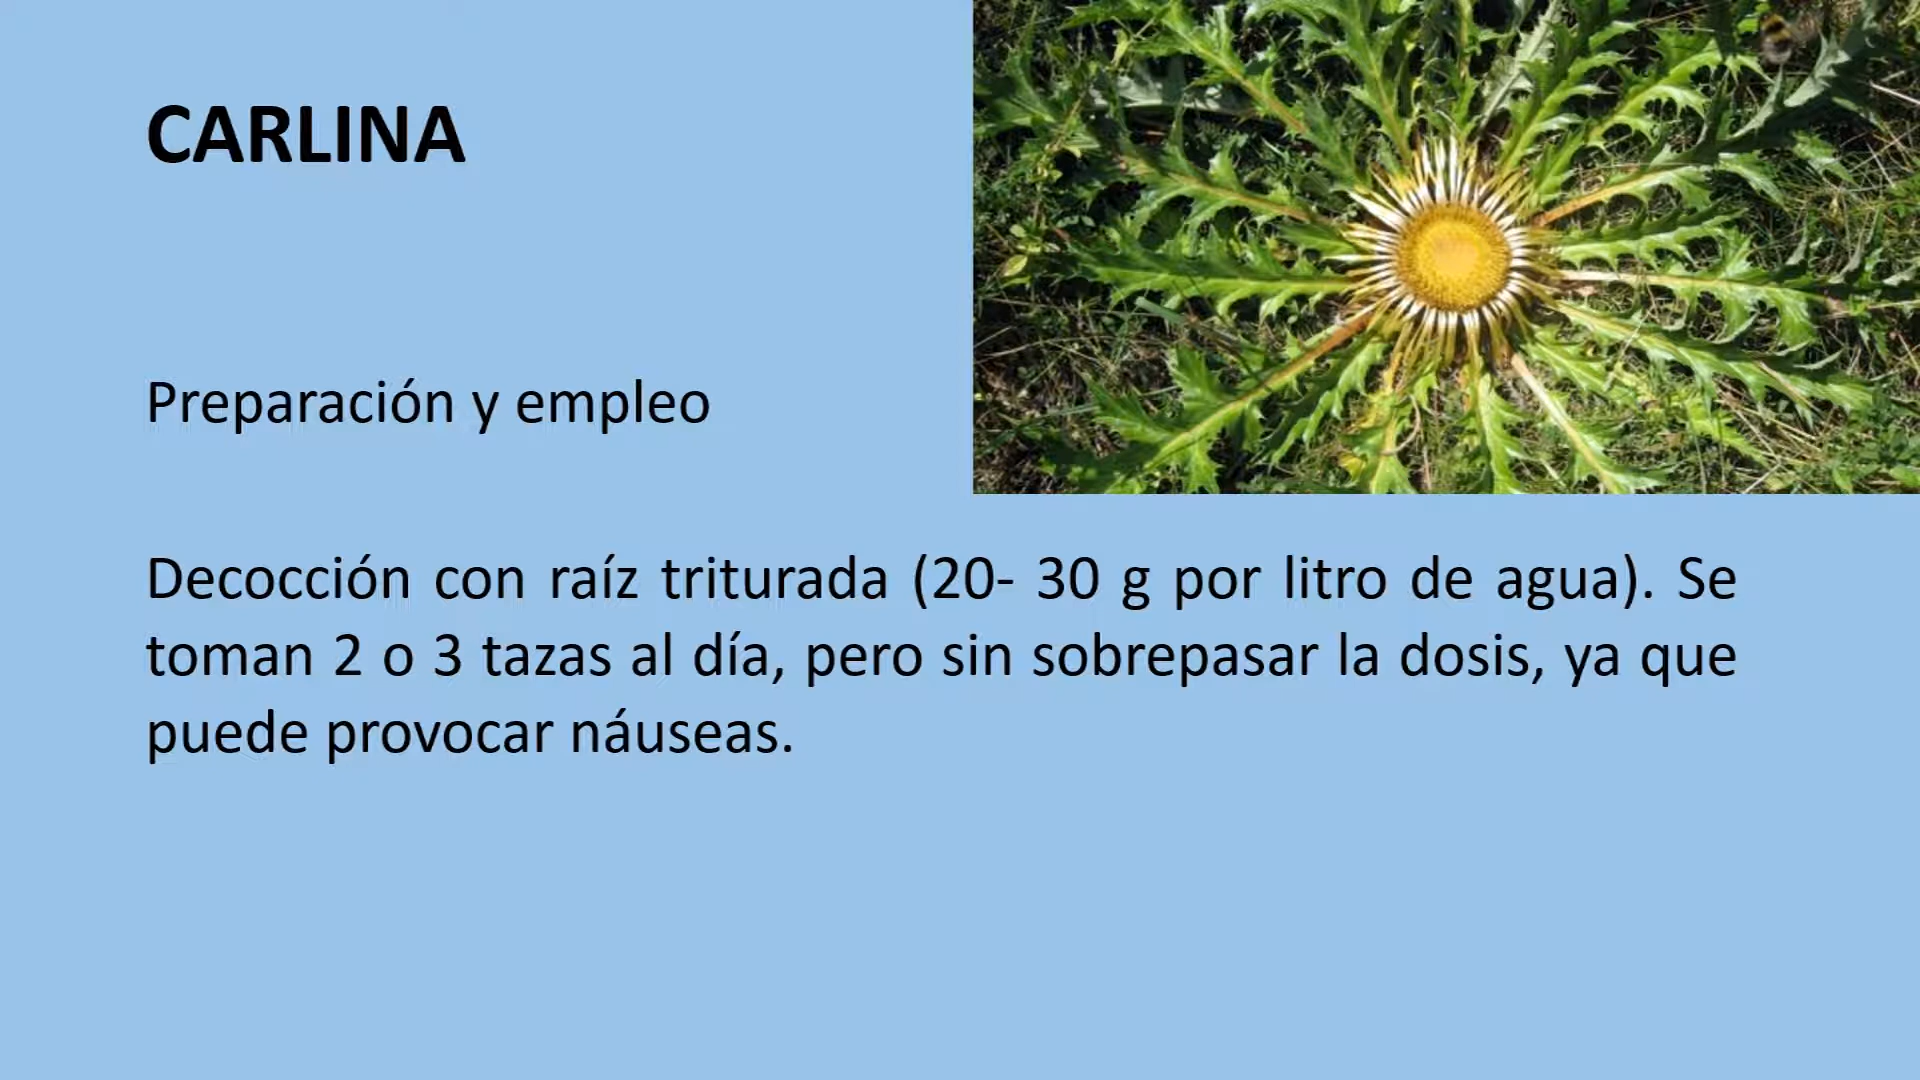 CARLINA
Preparación y empleo
Decocción con raíz triturada (20- 30 g por litro de agua). Se
toman 2 o 3 tazas al día, pero sin sobrepasar la dosis, ya que
puede provocar náuseas.